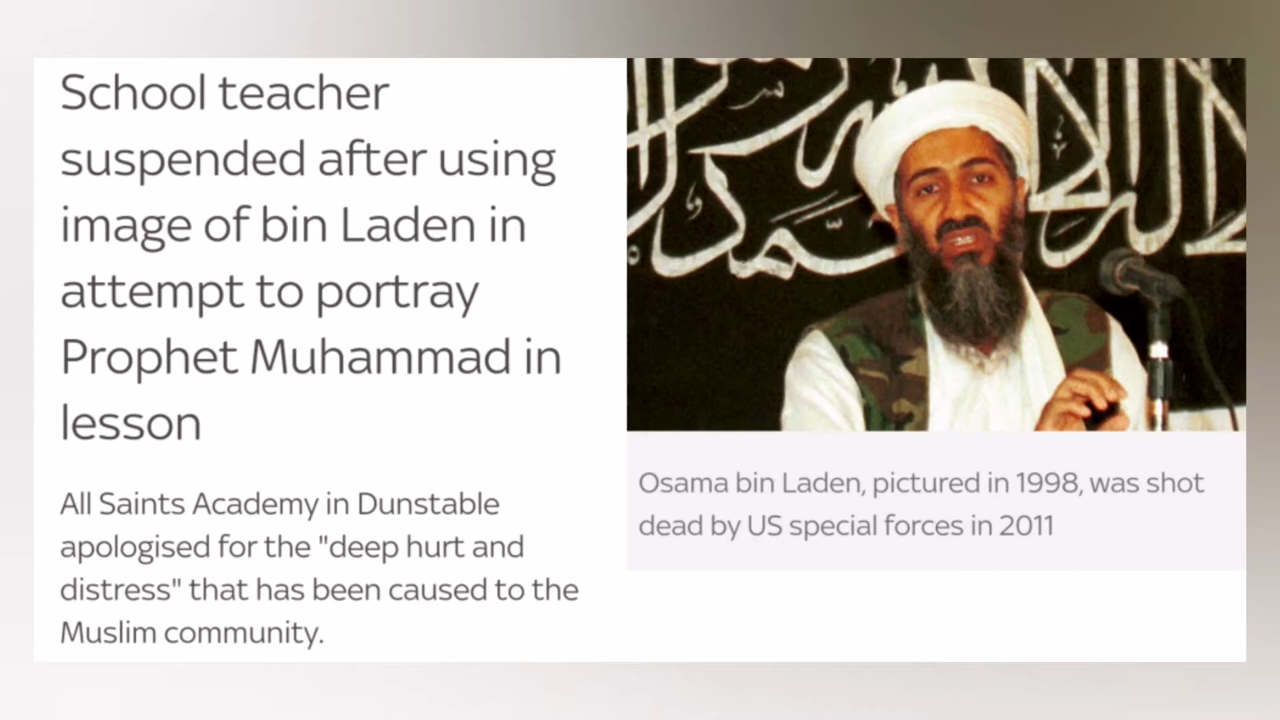 School teacher
suspended after using
image of bin Laden in
attempt to portray
Prophet Muhammad in
lesson
All Saints Academy in Dunstable
apologised for the "deep hurt and
distress" that has been caused to the
Muslim community.
Osama bin Laden, pictured in 1998, was shot
dead by US special forces in 2011